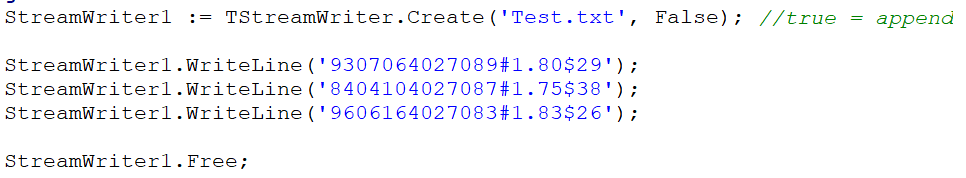 StreamWriter1 := TStreamWriter.Create('Test.txt', False); //true = append
StreamWriter1.WriteLine('9307064027089#1.80$29');
StreamWriter1.WriteLine('8404104027087#1.75$38');
StreamWriter1.WriteLine('9606164027083#1.83$26');
StreamWriter1.Free;